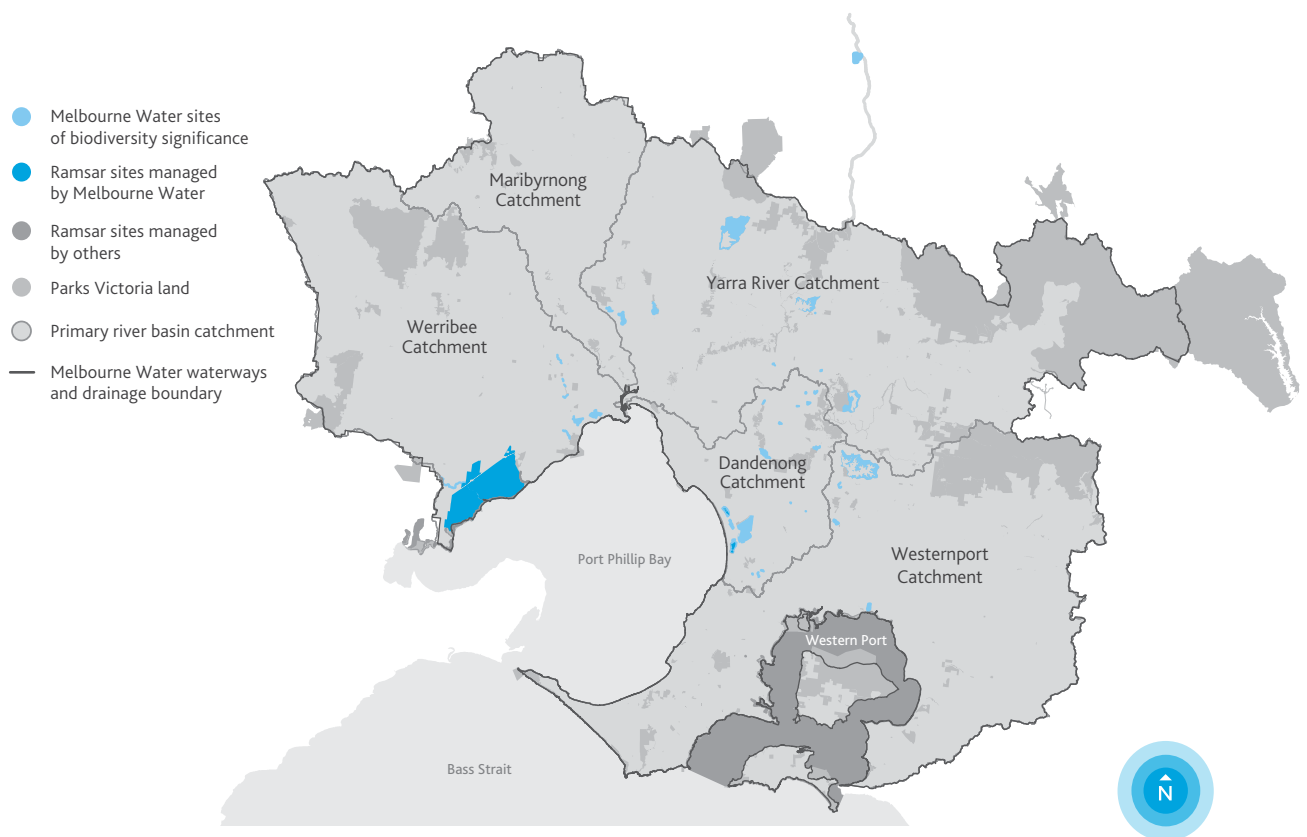 Melbourne Water sites
of biodiversity significance
Ramsar sites managed
by Melbourne Water
Ramsar sites managed
by others
Parks Victoria land
Primary river basin catchment
Melbourne Water waterways
and drainage boundary
Maribyrnong
Catchment
Yarra River Catchment
Werribee
Catchment
Dandenong
Catchment
Westernport
Catchment
Port Phillip Bay
Western Port
Bass Strait
N